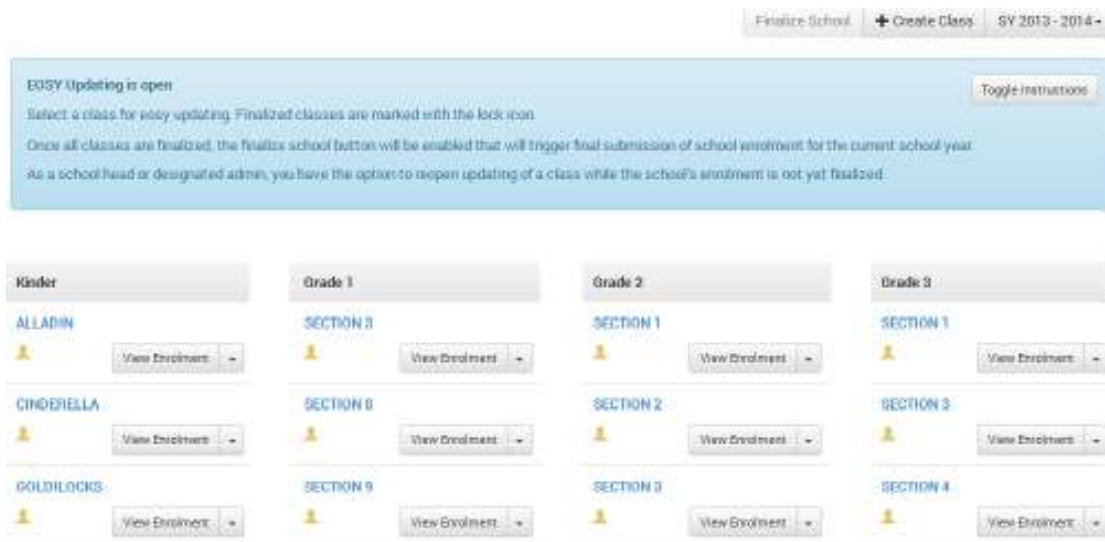 Finalize School + Create Class SY 2013 - 2014
EOSY Updating is open
Toggle Instructions
Select a class for eosy updating. Finalized classes are marked with the lock icon
Once all classes are finalized, the finalize school button will be enabled that will trigger final submission of school enrolment for the current school year.
As a school head or designated admin, you have the option to reopen updating of a class while the school's enrolment is not yet finalized.
Kinder Grade 1 Grade 2 Grade 3
ALLADIN SECTION 3 SECTION 1 SECTION 1
View Enrolment View Enrolment View Enrolment View Enrolment
CINDERELLA SECTION 8 SECTION 2 SECTION 3
View Enrolment View Enrolment View Enrolment View Enrolment
GOLDILOCKS SECTION 9 SECTION 3 SECTION 4
View Enrolment View Enrolment View Enrolment View Enrolment